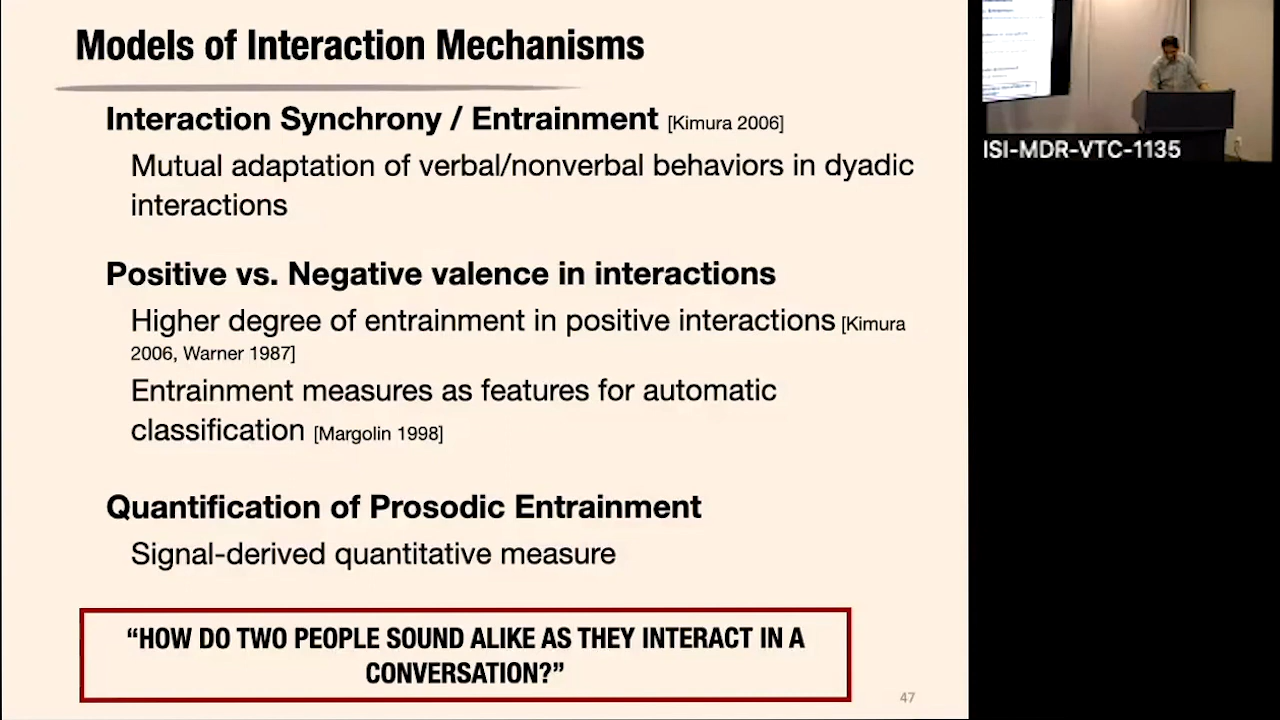 Models of Interaction Mechanisms
Interaction Synchrony / Entrainment [Kimura 2006]
Mutual adaptation of verbal/nonverbal behaviors in dyadic
interactions
Positive vs. Negative valence in interactions
Higher degree of entrainment in positive interactions [Kimura
2006, Warner 1987]
Entrainment measures as features for automatic
classification [Margolin 1998]
Quantification of Prosodic Entrainment
Signal-derived quantitative measure
“HOW DO TWO PEOPLE SOUND ALIKE AS THEY INTERACT IN A
CONVERSATION?”
47
ISI-MDR-VTC-1135